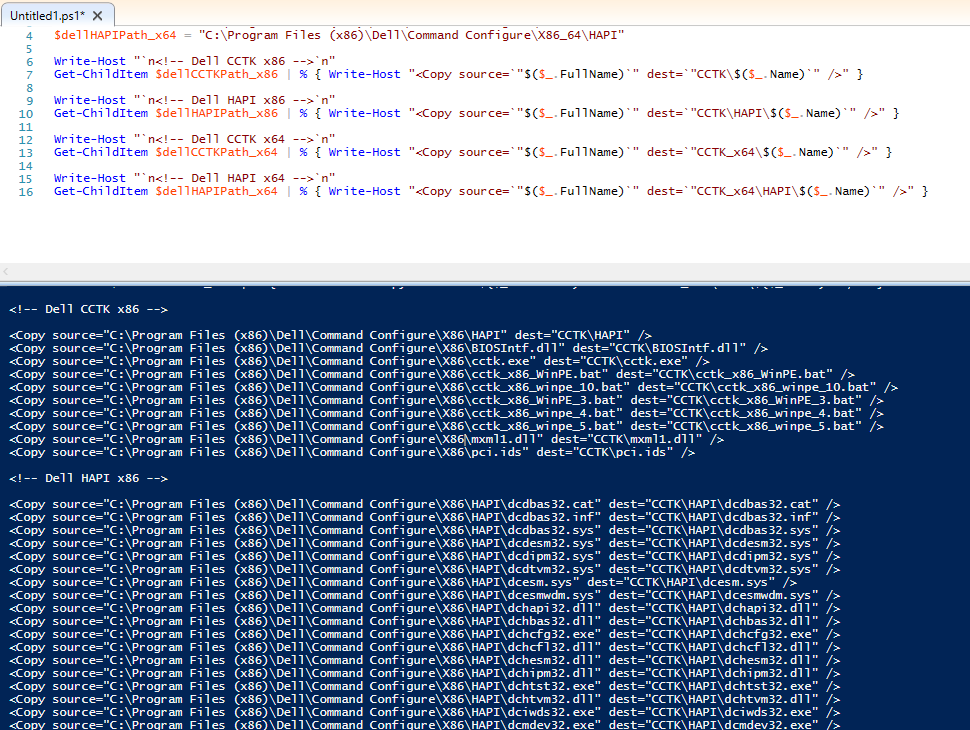 Untitled1.ps1* X
4 $dellHAPIPath_x64 = "C:\Program Files (x86)\Dell\Command Configure\X86_64\HAPI"
5
6 Write-Host "`n<!-- Dell CCTK x86 -->`n"
7 Get-ChildItem $dellCCTKPath_x86 | % { Write-Host "<Copy source=`"$($_.FullName)`" dest=`"CCTK\$($_.Name)`" />" }
8
9 Write-Host "`n<!-- Dell HAPI x86 -->`n"
10 Get-ChildItem $dellHAPIPath_x86 | % { Write-Host "<Copy source=`"$($_.FullName)`" dest=`"CCTK\HAPI\$($_.Name)`" />" }
11
12 Write-Host "`n<!-- Dell CCTK x64 -->`n"
13 Get-ChildItem $dellCCTKPath_x64 | % { Write-Host "<Copy source=`"$($_.FullName)`" dest=`"CCTK_x64\$($_.Name)`" />" }
14
15 Write-Host "`n<!-- Dell HAPI x64 -->`n"
16 Get-ChildItem $dellHAPIPath_x64 | % { Write-Host "<Copy source=`"$($_.FullName)`" dest=`"CCTK_x64\HAPI\$($_.Name)`" />" }
<!-- Dell CCTK x86 -->
<Copy source="C:\Program Files (x86)\Dell\Command Configure\X86\HAPI" dest="CCTK\HAPI" />
<Copy source="C:\Program Files (x86)\Dell\Command Configure\X86\BIOSIntf.dll" dest="CCTK\BIOSIntf.dll" />
<Copy source="C:\Program Files (x86)\Dell\Command Configure\X86\cctk.exe" dest="CCTK\cctk.exe" />
<Copy source="C:\Program Files (x86)\Dell\Command Configure\X86\cctk_x86_WinPE.bat" dest="CCTK\cctk_x86_WinPE.bat" />
<Copy source="C:\Program Files (x86)\Dell\Command Configure\X86\cctk_x86_winpe_10.bat" dest="CCTK\cctk_x86_winpe_10.bat" />
<Copy source="C:\Program Files (x86)\Dell\Command Configure\X86\cctk_x86_WinPE_3.bat" dest="CCTK\cctk_x86_WinPE_3.bat" />
<Copy source="C:\Program Files (x86)\Dell\Command Configure\X86\cctk_x86_winpe_4.bat" dest="CCTK\cctk_x86_winpe_4.bat" />
<Copy source="C:\Program Files (x86)\Dell\Command Configure\X86\cctk_x86_winpe_5.bat" dest="CCTK\cctk_x86_winpe_5.bat" />
<Copy source="C:\Program Files (x86)\Dell\Command Configure\X86\mxml1.dll" dest="CCTK\mxml1.dll" />
<Copy source="C:\Program Files (x86)\Dell\Command Configure\X86\pci.ids" dest="CCTK\pci.ids" />
<!-- Dell HAPI x86 -->
<Copy source="C:\Program Files (x86)\Dell\Command Configure\X86\HAPI\dcdbas32.cat" dest="CCTK\HAPI\dcdbas32.cat" />
<Copy source="C:\Program Files (x86)\Dell\Command Configure\X86\HAPI\dcdbas32.inf" dest="CCTK\HAPI\dcdbas32.inf" />
<Copy source="C:\Program Files (x86)\Dell\Command Configure\X86\HAPI\dcdbas32.sys" dest="CCTK\HAPI\dcdbas32.sys" />
<Copy source="C:\Program Files (x86)\Dell\Command Configure\X86\HAPI\dcdesm32.sys" dest="CCTK\HAPI\dcdesm32.sys" />
<Copy source="C:\Program Files (x86)\Dell\Command Configure\X86\HAPI\dcdipm32.sys" dest="CCTK\HAPI\dcdipm32.sys" />
<Copy source="C:\Program Files (x86)\Dell\Command Configure\X86\HAPI\dcdtvm32.sys" dest="CCTK\HAPI\dcdtvm32.sys" />
<Copy source="C:\Program Files (x86)\Dell\Command Configure\X86\HAPI\dcesm.sys" dest="CCTK\HAPI\dcesm.sys" />
<Copy source="C:\Program Files (x86)\Dell\Command Configure\X86\HAPI\dcesmwdm.sys" dest="CCTK\HAPI\dcesmwdm.sys" />
<Copy source="C:\Program Files (x86)\Dell\Command Configure\X86\HAPI\dchapi32.dll" dest="CCTK\HAPI\dchapi32.dll" />
<Copy source="C:\Program Files (x86)\Dell\Command Configure\X86\HAPI\dchbas32.dll" dest="CCTK\HAPI\dchbas32.dll" />
<Copy source="C:\Program Files (x86)\Dell\Command Configure\X86\HAPI\dchcfg32.exe" dest="CCTK\HAPI\dchcfg32.exe" />
<Copy source="C:\Program Files (x86)\Dell\Command Configure\X86\HAPI\dchcfl32.dll" dest="CCTK\HAPI\dchcfl32.dll" />
<Copy source="C:\Program Files (x86)\Dell\Command Configure\X86\HAPI\dchesm32.dll" dest="CCTK\HAPI\dchesm32.dll" />
<Copy source="C:\Program Files (x86)\Dell\Command Configure\X86\HAPI\dchipm32.dll" dest="CCTK\HAPI\dchipm32.dll" />
<Copy source="C:\Program Files (x86)\Dell\Command Configure\X86\HAPI\dchtst32.exe" dest="CCTK\HAPI\dchtst32.exe" />
<Copy source="C:\Program Files (x86)\Dell\Command Configure\X86\HAPI\dchtvm32.dll" dest="CCTK\HAPI\dchtvm32.dll" />
<Copy source="C:\Program Files (x86)\Dell\Command Configure\X86\HAPI\dciwds32.exe" dest="CCTK\HAPI\dciwds32.exe" />
<Copy source="C:\Program Files (x86)\Dell\Command Configure\X86\HAPI\dcmdev32.exe" dest="CCTK\HAPI\dcmdev32.exe" />